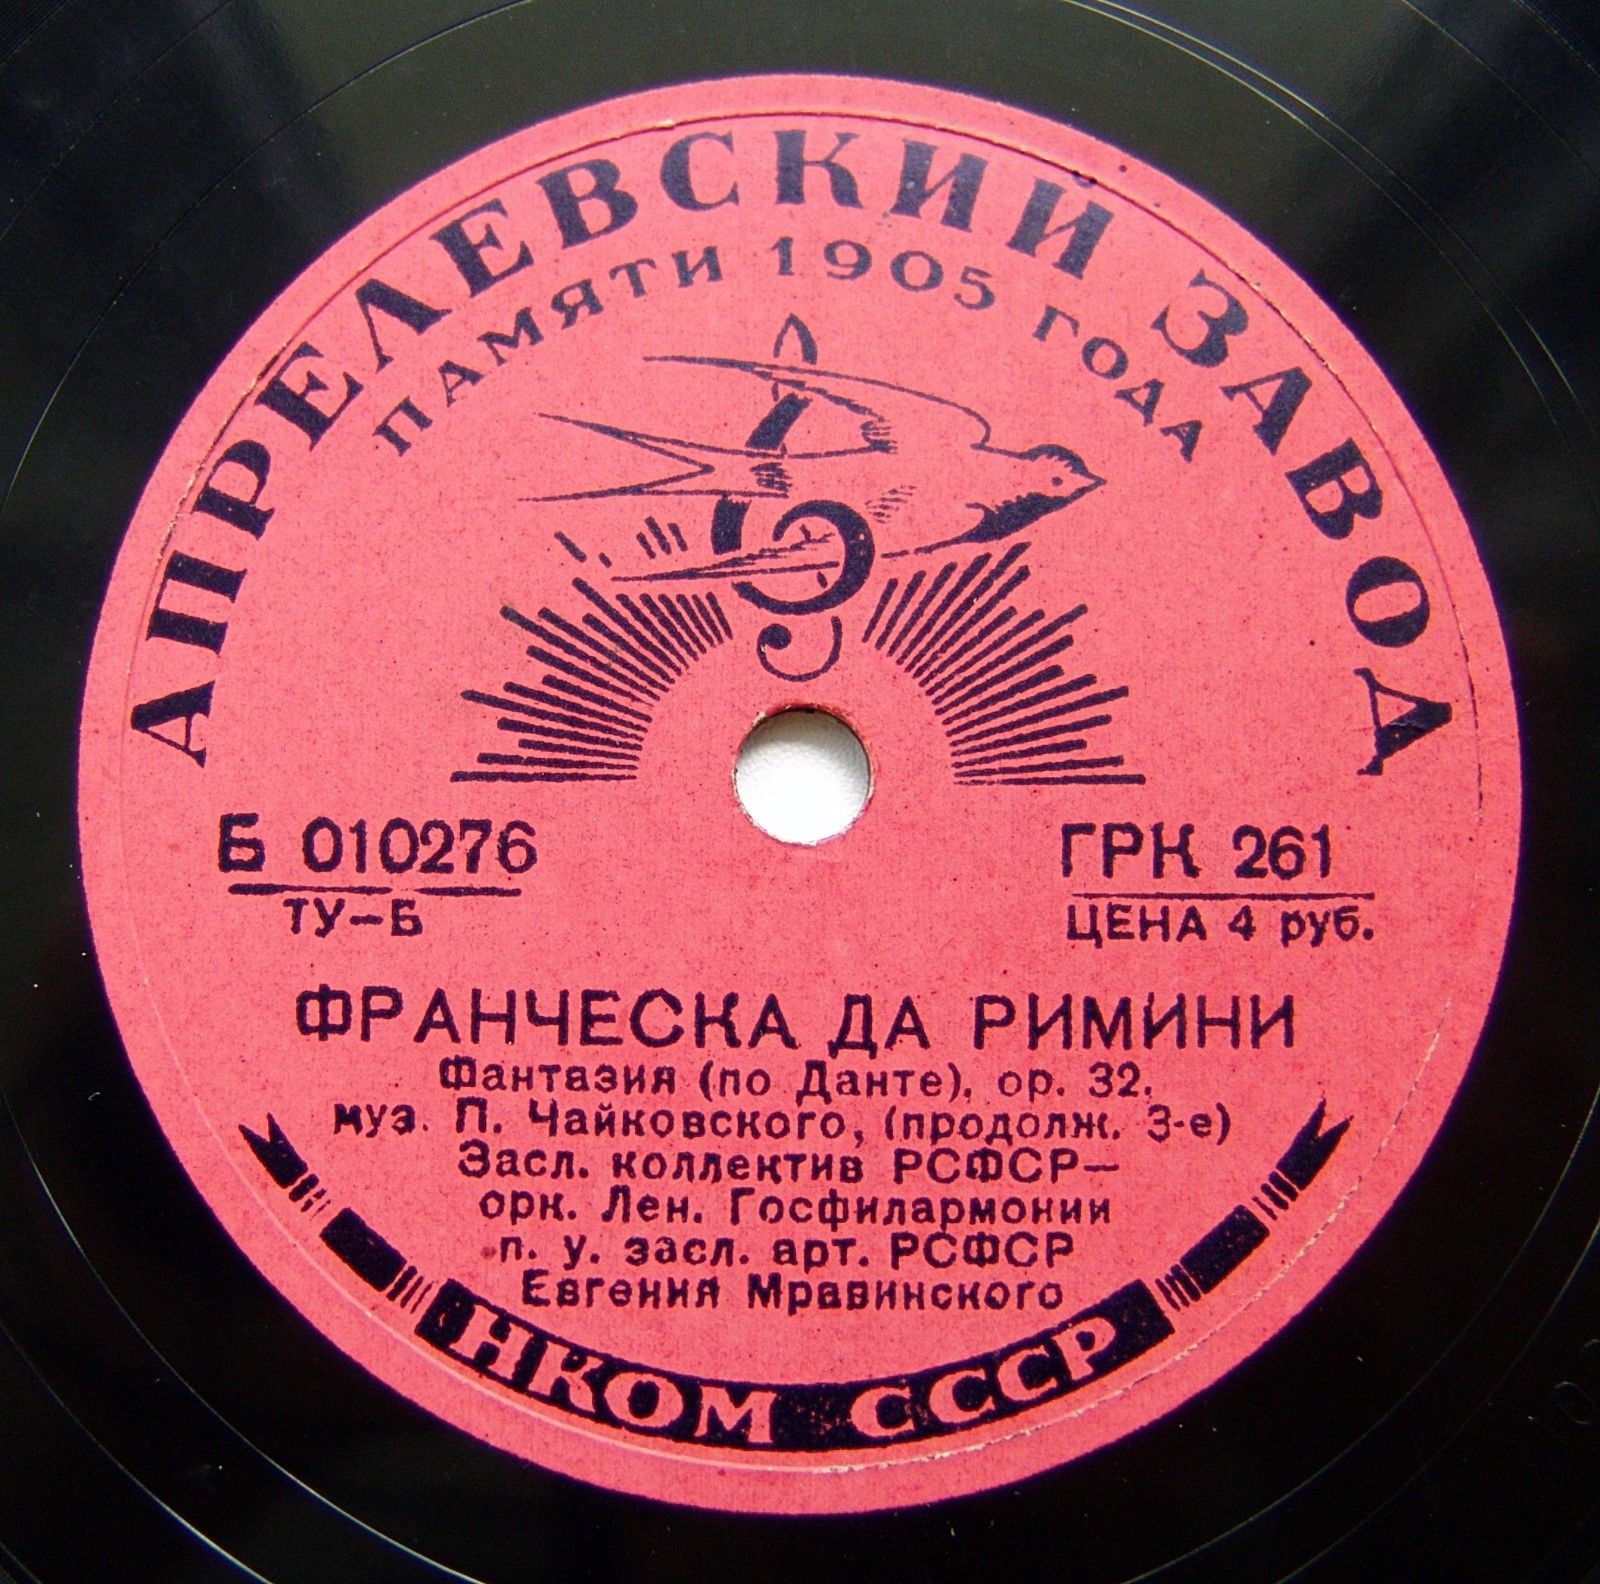 АПРЕЛЕВСКИЙ ЗАВОД
ПАМЯТИ 1905 ГОДА
Б 010276
ТУ–Б
ГРК 261
ЦЕНА 4 руб.
ФРАНЧЕСКА ДА РИМИНИ
Фантазия (по Данте), ор. 32.
муз. П. Чайковского, (продолж. 3-е)
Засл. коллектив РСФСР–
орк. Лен. Госфилармонии
п. у. засл. арт. РСФСР
Евгения Мравинского
НКОМ СССР